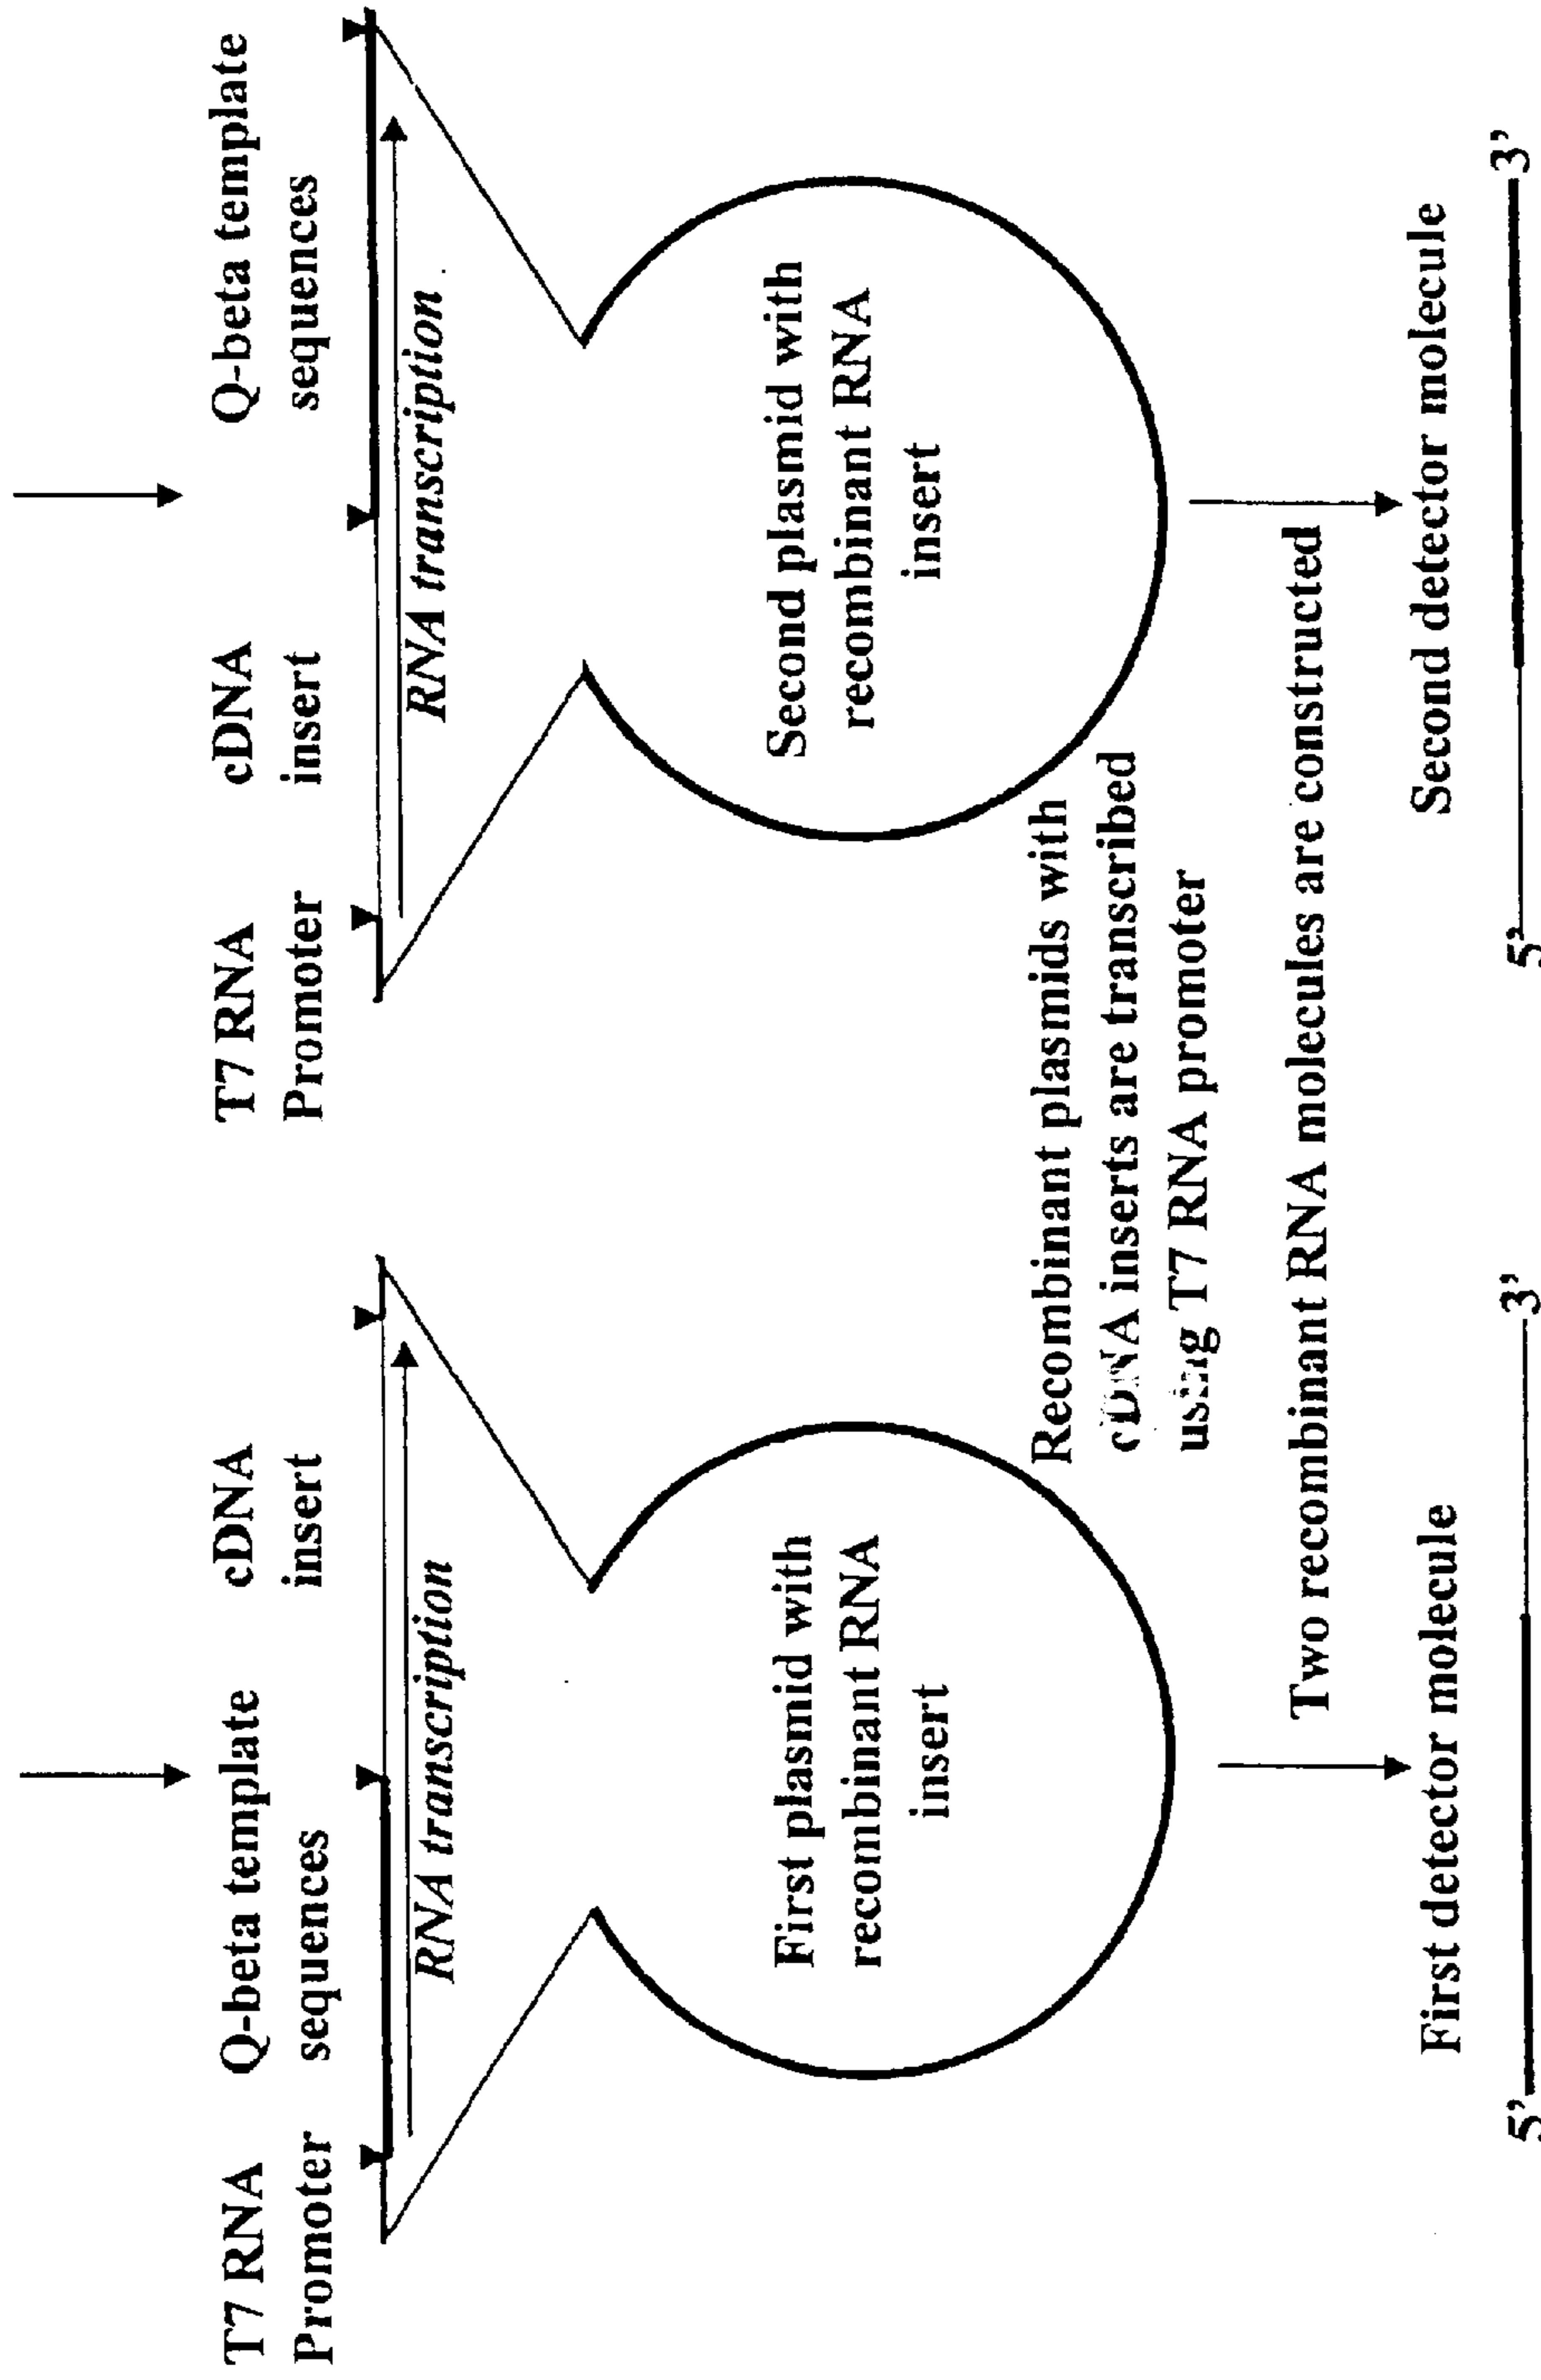 T7 RNA Q-beta template cDNA
Promoter sequences insert
T7 RNA cDNA Q-beta template
Promoter insert sequences
RNA transcription
RNA transcription
First plasmid with
recombinant RNA
insert
Second plasmid with
recombinant RNA
insert
Recombinant plasmids with
cDNA inserts are transcribed
using T7 RNA promoter
Two recombinant RNA molecules are constructed
First detector molecule
Second detector molecule
5' 3'
5' 3'